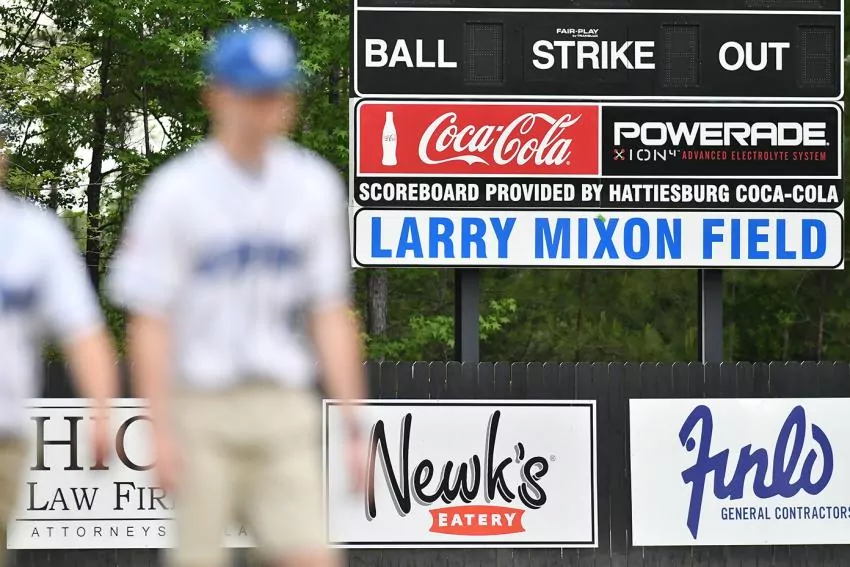 FAIR-PLAY
BALL STRIKE OUT
Coca-Cola
POWERADE
ION4 ADVANCED ELECTROLYTE SYSTEM
SCOREBOARD PROVIDED BY HATTIESBURG COCA-COLA
LARRY MIXON FIELD
LAW
ATTORNEYS
Newk's
EATERY
Finlo
GENERAL CONTRACTORS